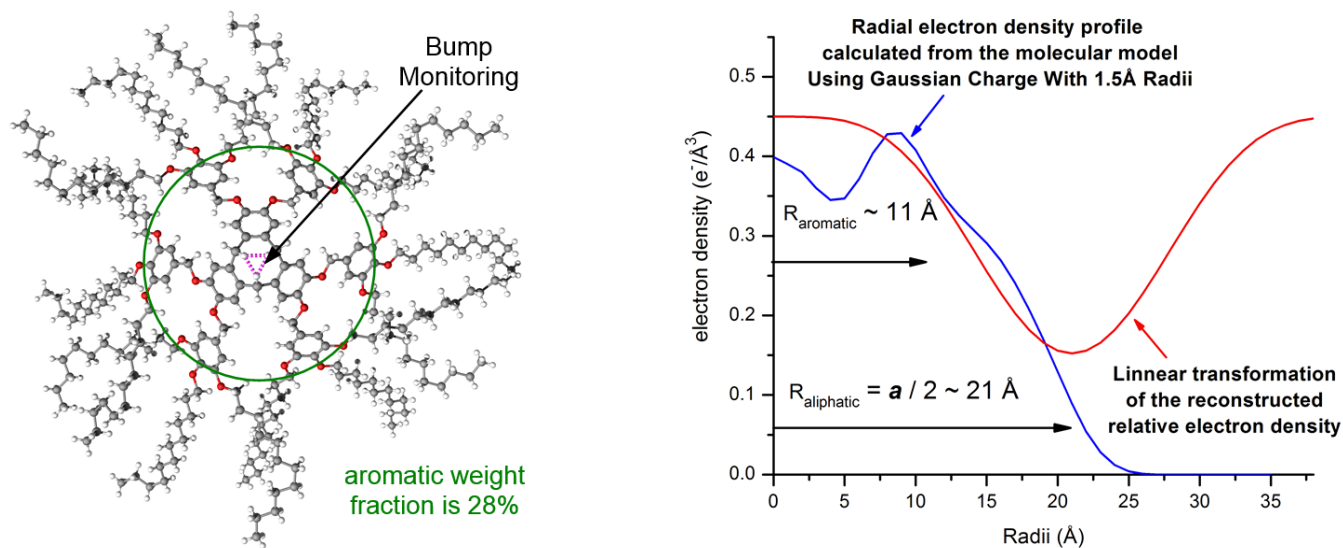 Bump
Monitoring
aromatic weight
fraction is 28%
Radial electron density profile
calculated from the molecular model
Using Gaussian Charge With 1.5Å Radii
electron density (e⁻/Å³)
0.5
0.4
0.3
0.2
0.1
0.0
R_aromatic ~ 11 Å
R_aliphatic = a / 2 ~ 21 Å
Linnear transformation
of the reconstructed
relative electron density
0
5
10
15
20
25
30
35
Radii (Å)